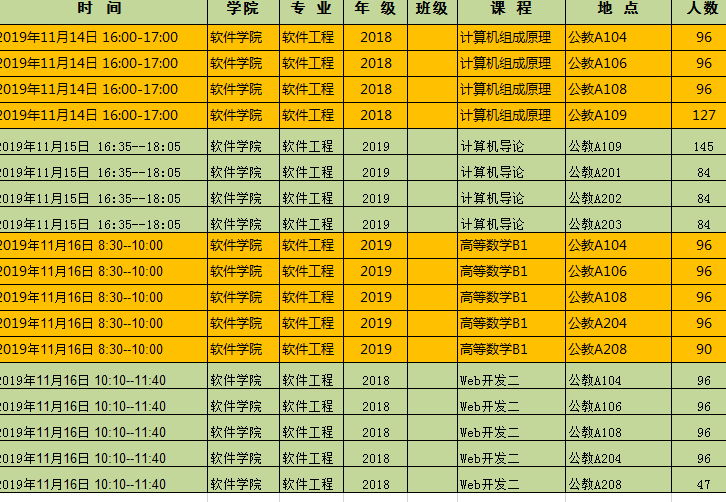 时 间 学院 专 业 年 级 班级 课 程 地 点 人数
2019年11月14日 16:00-17:00 软件学院 软件工程 2018 计算机组成原理 公教A104 96
2019年11月14日 16:00-17:00 软件学院 软件工程 2018 计算机组成原理 公教A106 96
2019年11月14日 16:00-17:00 软件学院 软件工程 2018 计算机组成原理 公教A108 96
2019年11月14日 16:00-17:00 软件学院 软件工程 2018 计算机组成原理 公教A109 127
2019年11月15日 16:35--18:05 软件学院 软件工程 2019 计算机导论 公教A109 145
2019年11月15日 16:35--18:05 软件学院 软件工程 2019 计算机导论 公教A201 84
2019年11月15日 16:35--18:05 软件学院 软件工程 2019 计算机导论 公教A202 84
2019年11月15日 16:35--18:05 软件学院 软件工程 2019 计算机导论 公教A203 84
2019年11月16日 8:30--10:00 软件学院 软件工程 2019 高等数学B1 公教A104 96
2019年11月16日 8:30--10:00 软件学院 软件工程 2019 高等数学B1 公教A106 96
2019年11月16日 8:30--10:00 软件学院 软件工程 2019 高等数学B1 公教A108 96
2019年11月16日 8:30--10:00 软件学院 软件工程 2019 高等数学B1 公教A204 96
2019年11月16日 8:30--10:00 软件学院 软件工程 2019 高等数学B1 公教A208 90
2019年11月16日 10:10--11:40 软件学院 软件工程 2018 Web开发二 公教A104 96
2019年11月16日 10:10--11:40 软件学院 软件工程 2018 Web开发二 公教A106 96
2019年11月16日 10:10--11:40 软件学院 软件工程 2018 Web开发二 公教A108 96
2019年11月16日 10:10--11:40 软件学院 软件工程 2018 Web开发二 公教A204 96
2019年11月16日 10:10--11:40 软件学院 软件工程 2018 Web开发二 公教A208 47